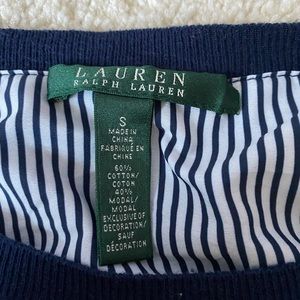 LAUREN
RALPH LAUREN
S
MADE IN
CHINA
FABRIQUÉ EN
CHINE
60%
COTTON/
COTON
40%
MODAL/
MODAL
EXCLUSIVE OF
DECORATION/
SAUF
DÉCORATION